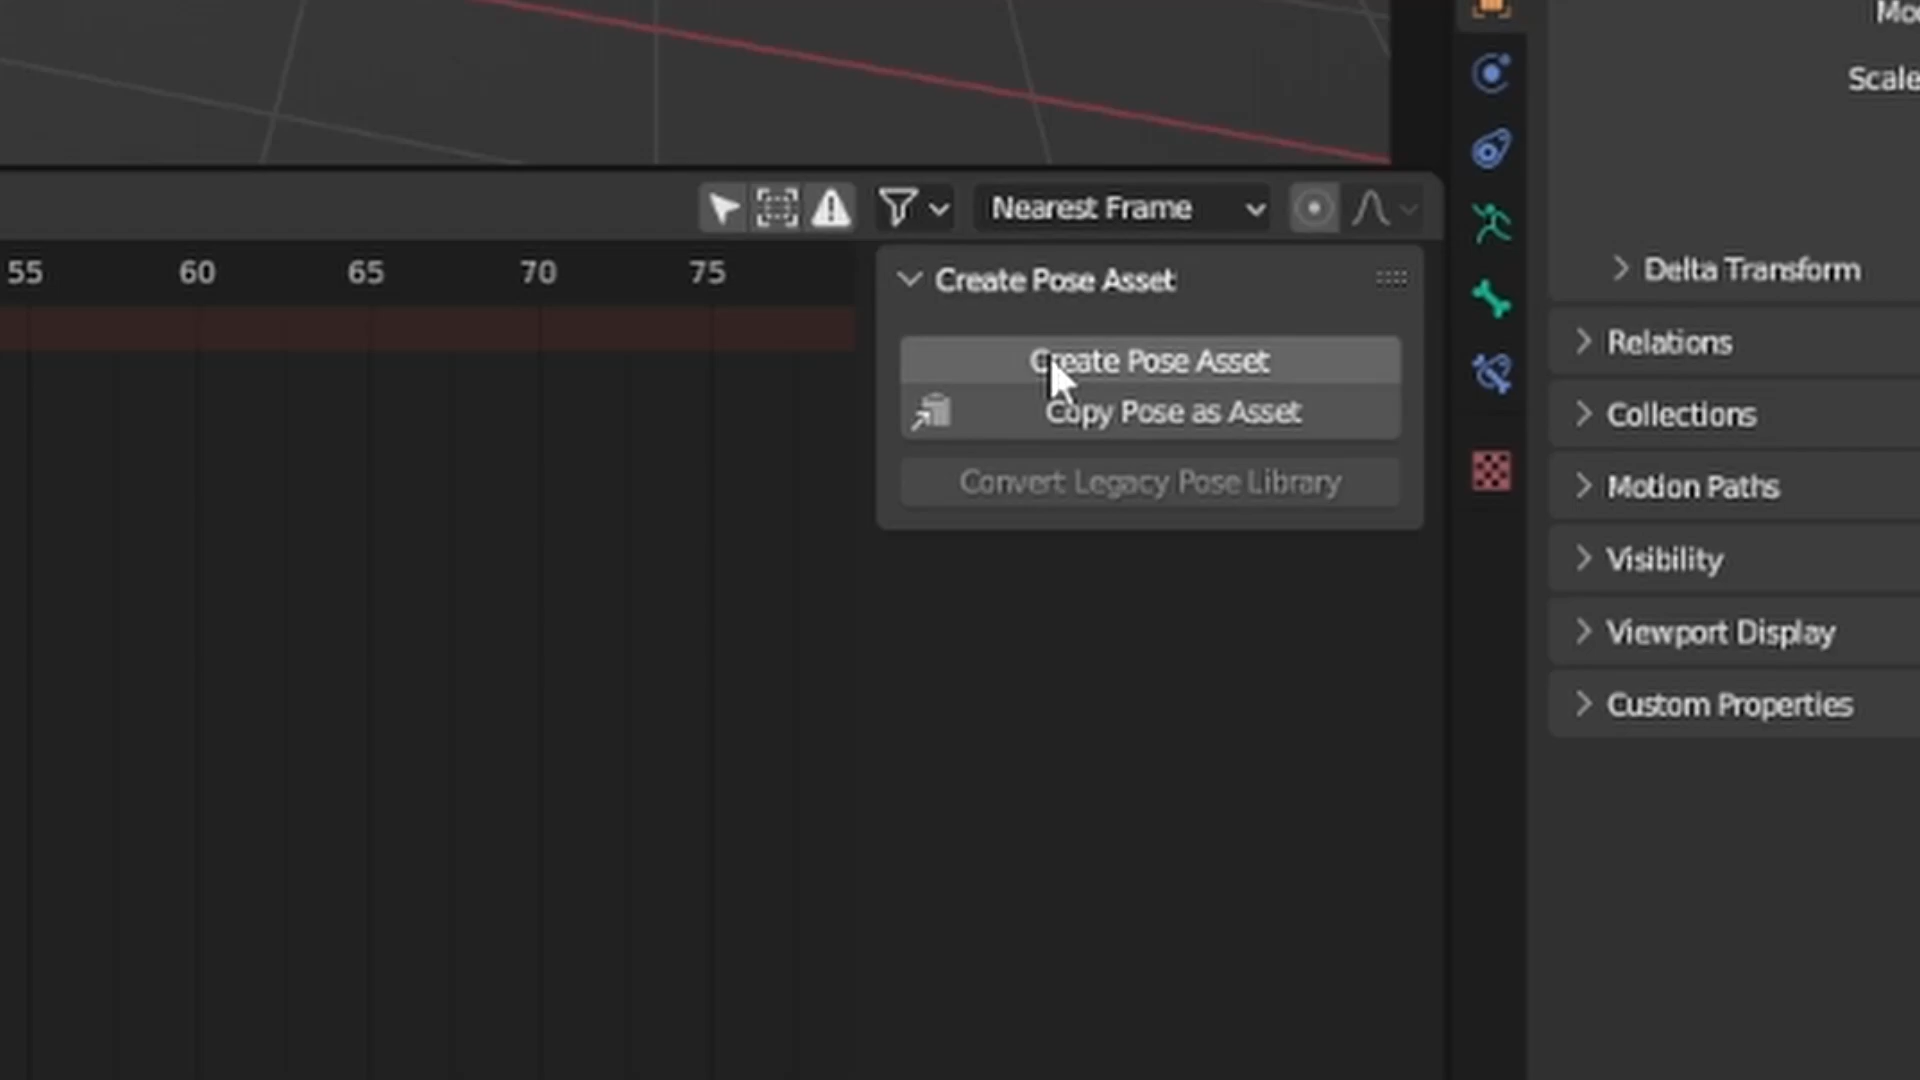 Scale
Nearest Frame
55 60 65 70 75
Create Pose Asset
Create Pose Asset
Copy Pose as Asset
Convert Legacy Pose Library
Delta Transform
Relations
Collections
Motion Paths
Visibility
Viewport Display
Custom Properties